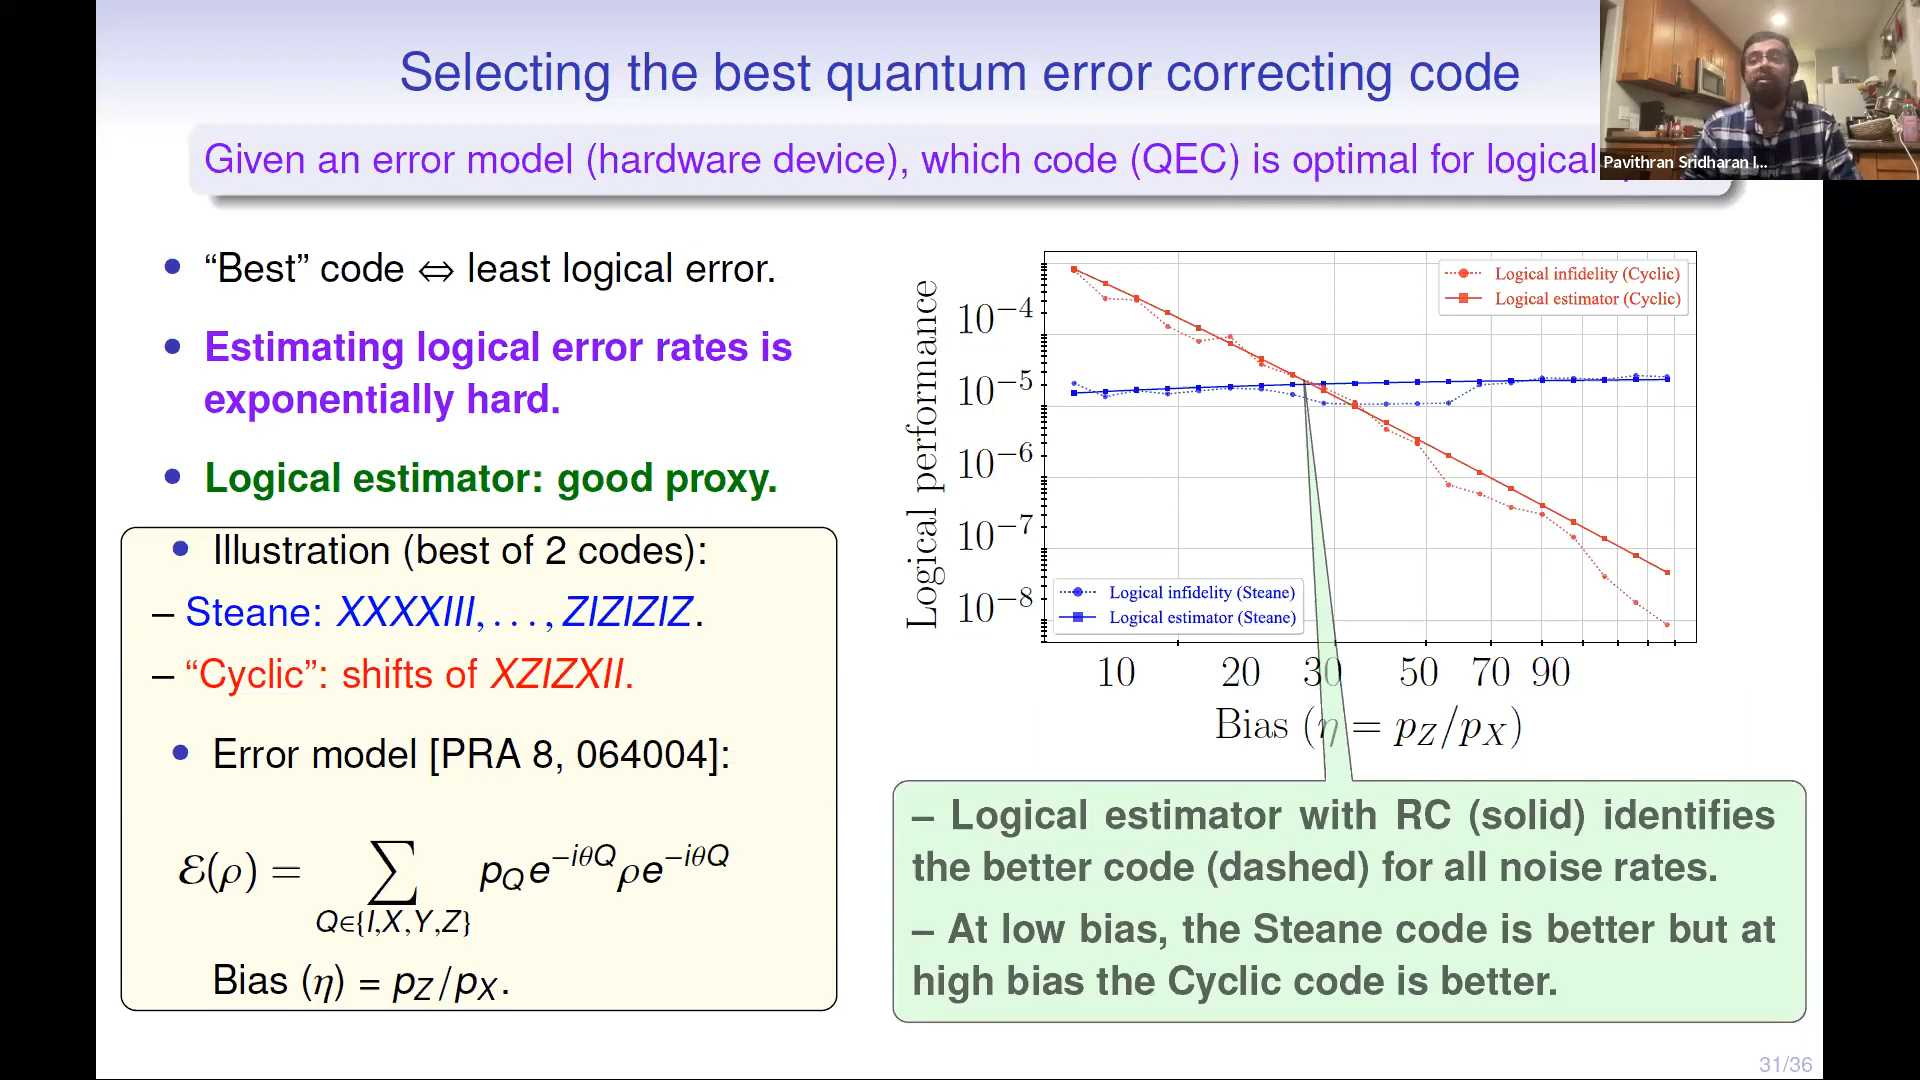 Selecting the best quantum error correcting code
Given an error model (hardware device), which code (QEC) is optimal for logical
Pavithran Sridharan I...
• “Best” code ⇔ least logical error.
• Estimating logical error rates is
exponentially hard.
• Logical estimator: good proxy.
• Illustration (best of 2 codes):
– Steane: XXXXIII, . . . , ZIZIZIZ.
– “Cyclic”: shifts of XZIZXII.
• Error model [PRA 8, 064004]:
ℰ(ρ) = ∑ p_Q e^{−iθQ} ρ e^{−iθQ}
Q∈{I,X,Y,Z}
Bias (η) = p_Z/p_X.
Logical performance
10^{−4}
10^{−5}
10^{−6}
10^{−7}
10^{−8}
Logical infidelity (Cyclic)
Logical estimator (Cyclic)
Logical infidelity (Steane)
Logical estimator (Steane)
10 20 30 50 70 90
Bias (η = p_Z/p_X)
– Logical estimator with RC (solid) identifies
the better code (dashed) for all noise rates.
– At low bias, the Steane code is better but at
high bias the Cyclic code is better.
31/36